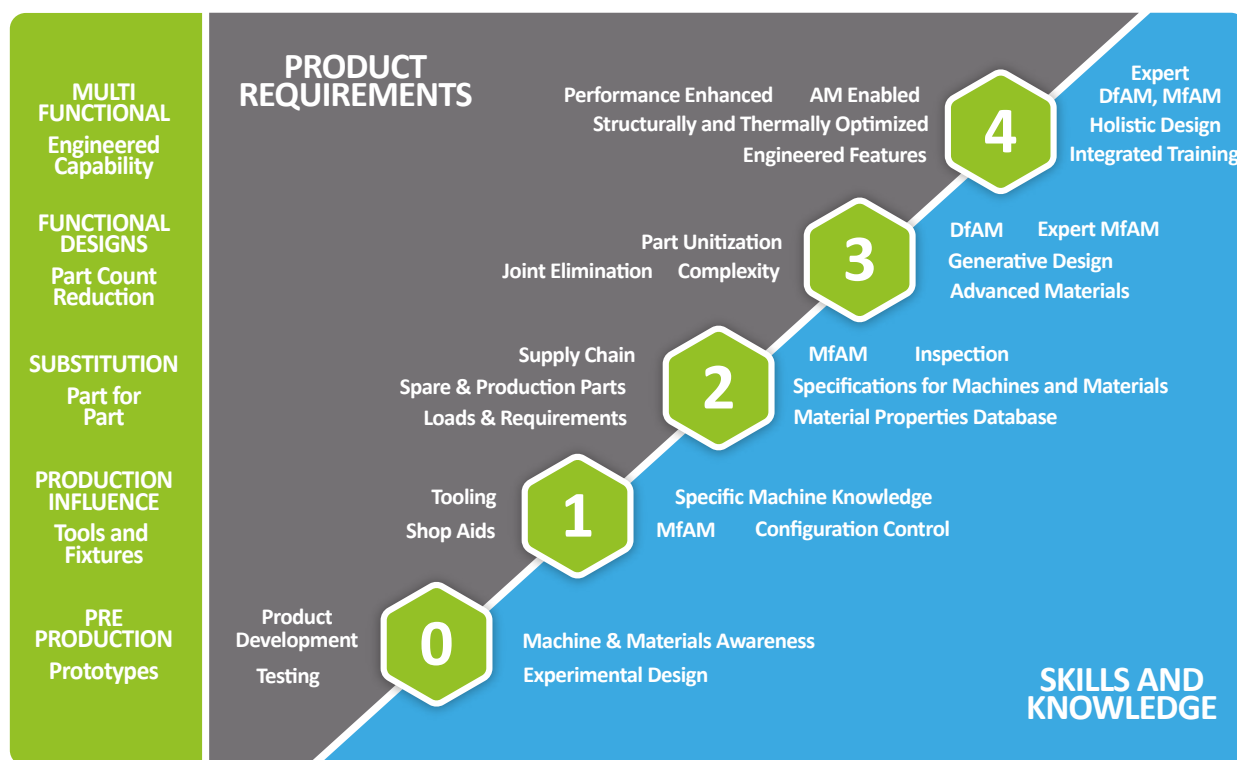 MULTI
FUNCTIONAL
Engineered
Capability
FUNCTIONAL
DESIGNS
Part Count
Reduction
SUBSTITUTION
Part for
Part
PRODUCTION
INFLUENCE
Tools and
Fixtures
PRE
PRODUCTION
Prototypes
PRODUCT
REQUIREMENTS
Performance Enhanced AM Enabled
Structurally and Thermally Optimized
Engineered Features
4
Expert
DfAM, MfAM
Holistic Design
Integrated Training
Part Unitization
Joint Elimination Complexity
3
DfAM Expert MfAM
Generative Design
Advanced Materials
Supply Chain
Spare & Production Parts
Loads & Requirements
2
MfAM Inspection
Specifications for Machines and Materials
Material Properties Database
Tooling
Shop Aids
1
Specific Machine Knowledge
MfAM Configuration Control
Product
Development
Testing
0
Machine & Materials Awareness
Experimental Design
SKILLS AND
KNOWLEDGE